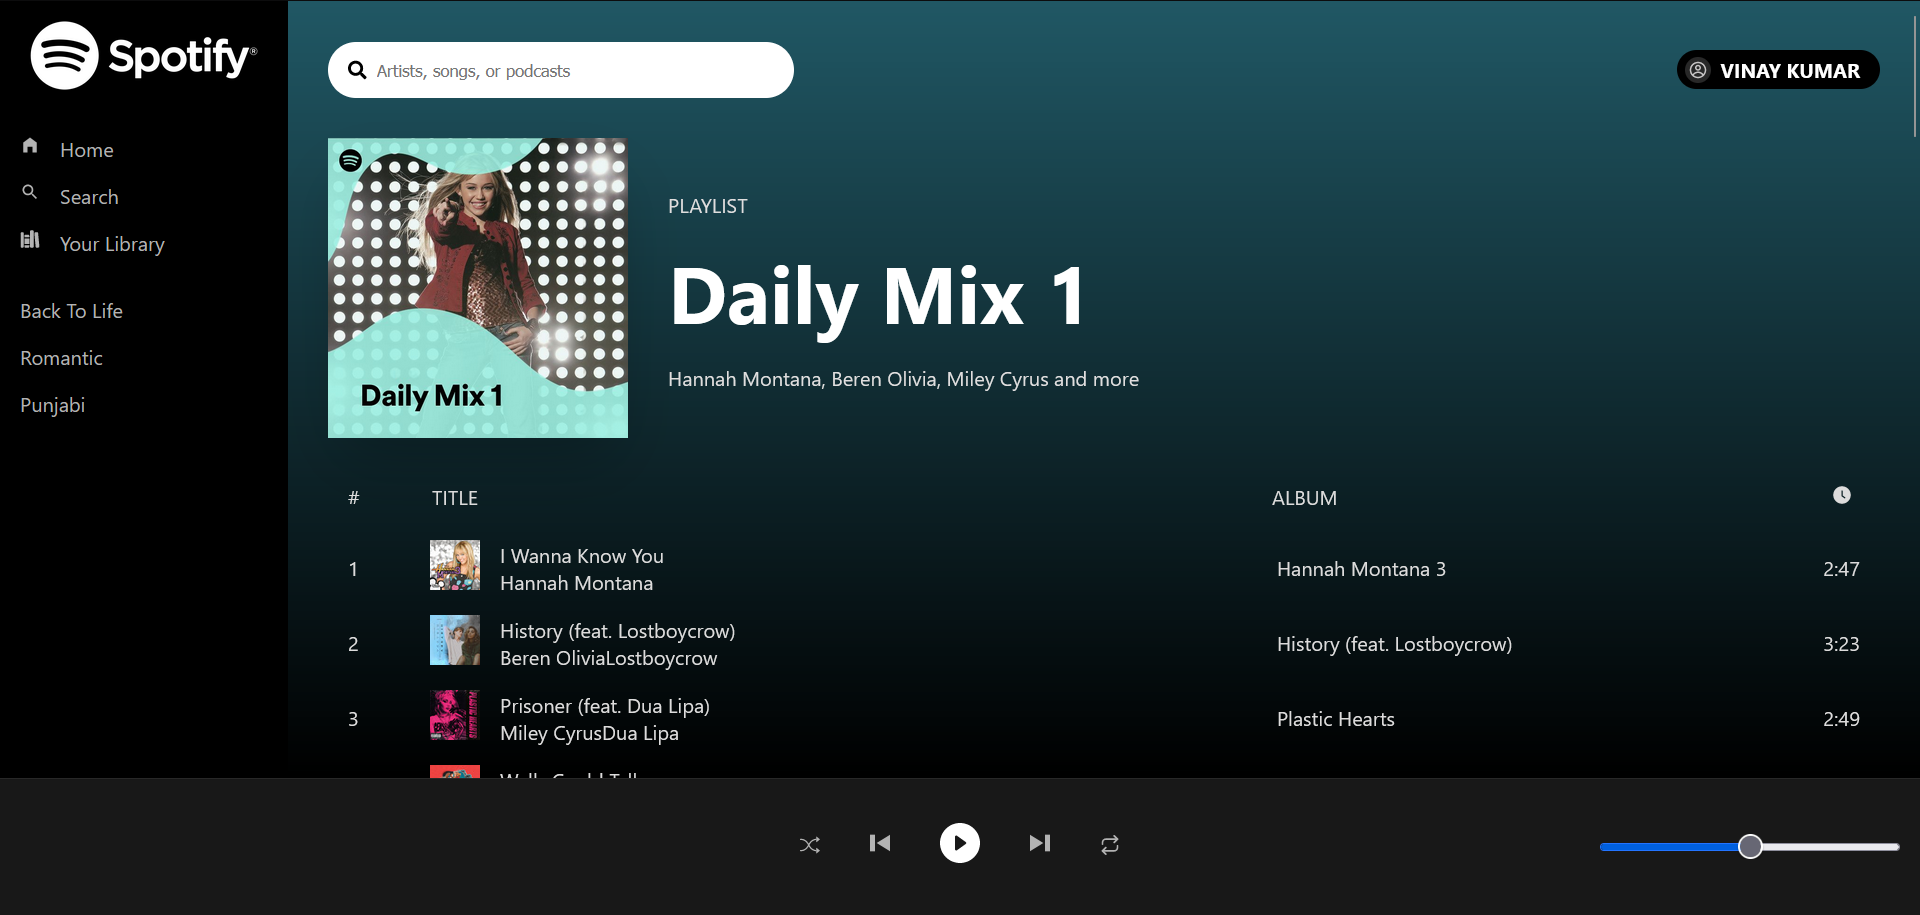 Spotify®
Home
Search
Your Library
Back To Life
Romantic
Punjabi
Artists, songs, or podcasts
VINAY KUMAR
Daily Mix 1
PLAYLIST
Daily Mix 1
Hannah Montana, Beren Olivia, Miley Cyrus and more
# TITLE ALBUM
1 I Wanna Know You Hannah Montana 3 2:47
Hannah Montana
2 History (feat. Lostboycrow) History (feat. Lostboycrow) 3:23
Beren OliviaLostboycrow
3 Prisoner (feat. Dua Lipa) Plastic Hearts 2:49
Miley CyrusDua Lipa